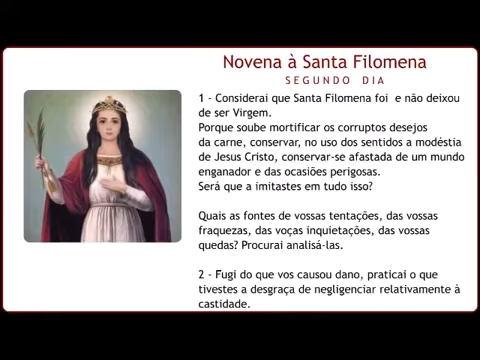 Novena à Santa Filomena
SEGUNDO DIA
1 - Considerai que Santa Filomena foi e não deixou
de ser Virgem.
Porque soube mortificar os corruptos desejos
da carne, conservar, no uso dos sentidos a modéstia
de Jesus Cristo, conservar-se afastada de um mundo
enganador e das ocasiões perigosas.
Será que a imitastes em tudo isso?
Quais as fontes de vossas tentações, das vossas
fraquezas, das voças inquietações, das vossas
quedas? Procurai analisá-las.
2 - Fugi do que vos causou dano, praticai o que
tivestes a desgraça de negligenciar relativamente à
castidade.